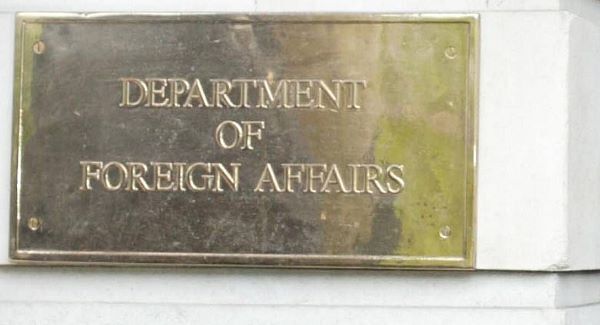 DEPARTMENT
OF
FOREIGN AFFAIRS